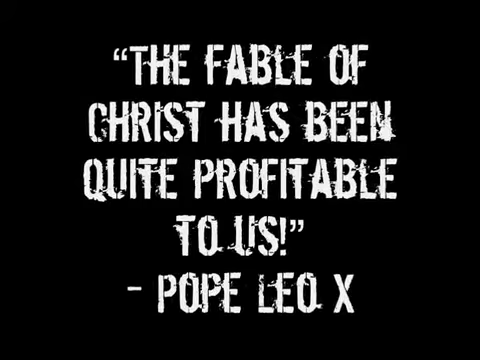 “THE FABLE OF
CHRIST HAS BEEN
QUITE PROFITABLE
TO US!”
- POPE LEO X